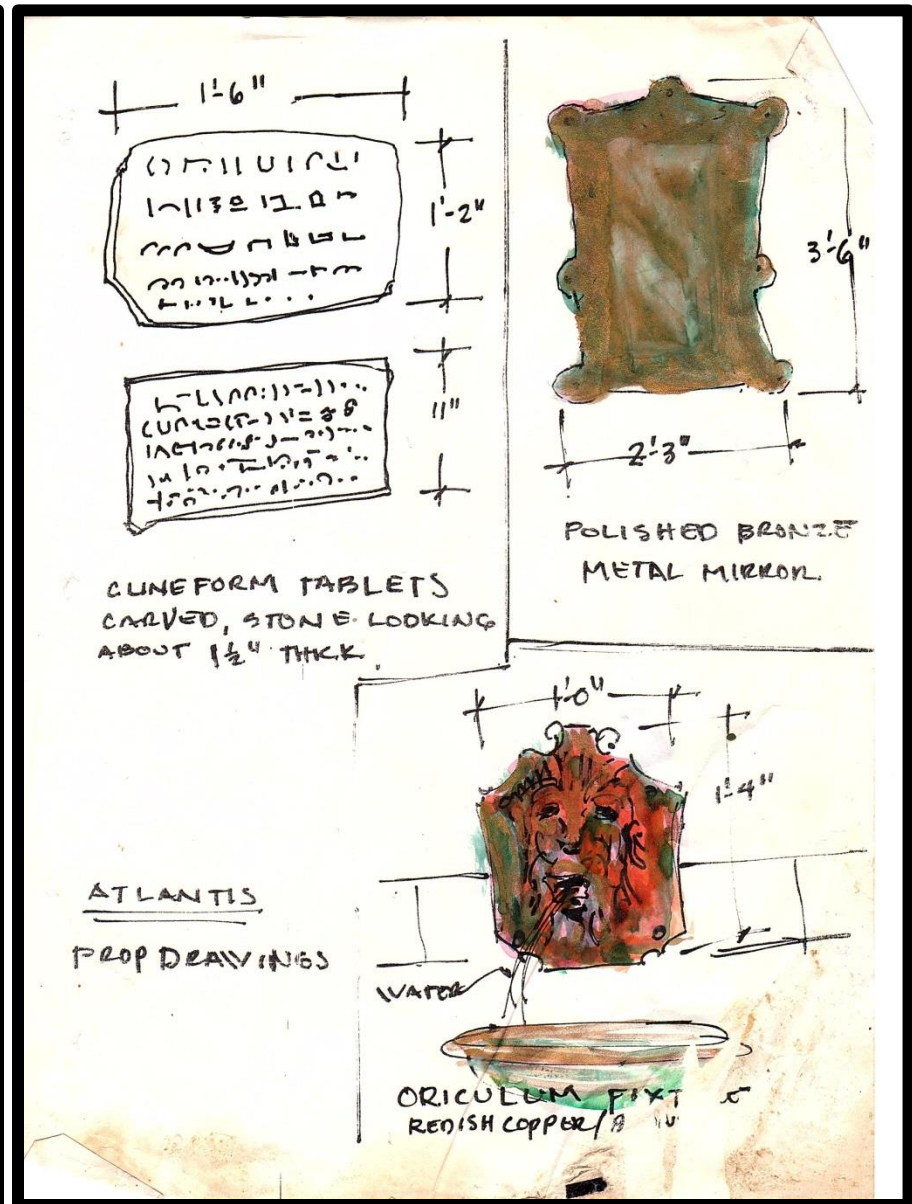 1'-6"
1'-2"
11"
CUNEFORM TABLETS
CARVED, STONE LOOKING
ABOUT 1½" THICK
3'-6"
2'-3"
POLISHED BRONZE
METAL MIRROR.
ATLANTIS
PROP DRAWINGS
1'-0"
1'-4"
WATER
ORICULUM
REDISH COPPER/